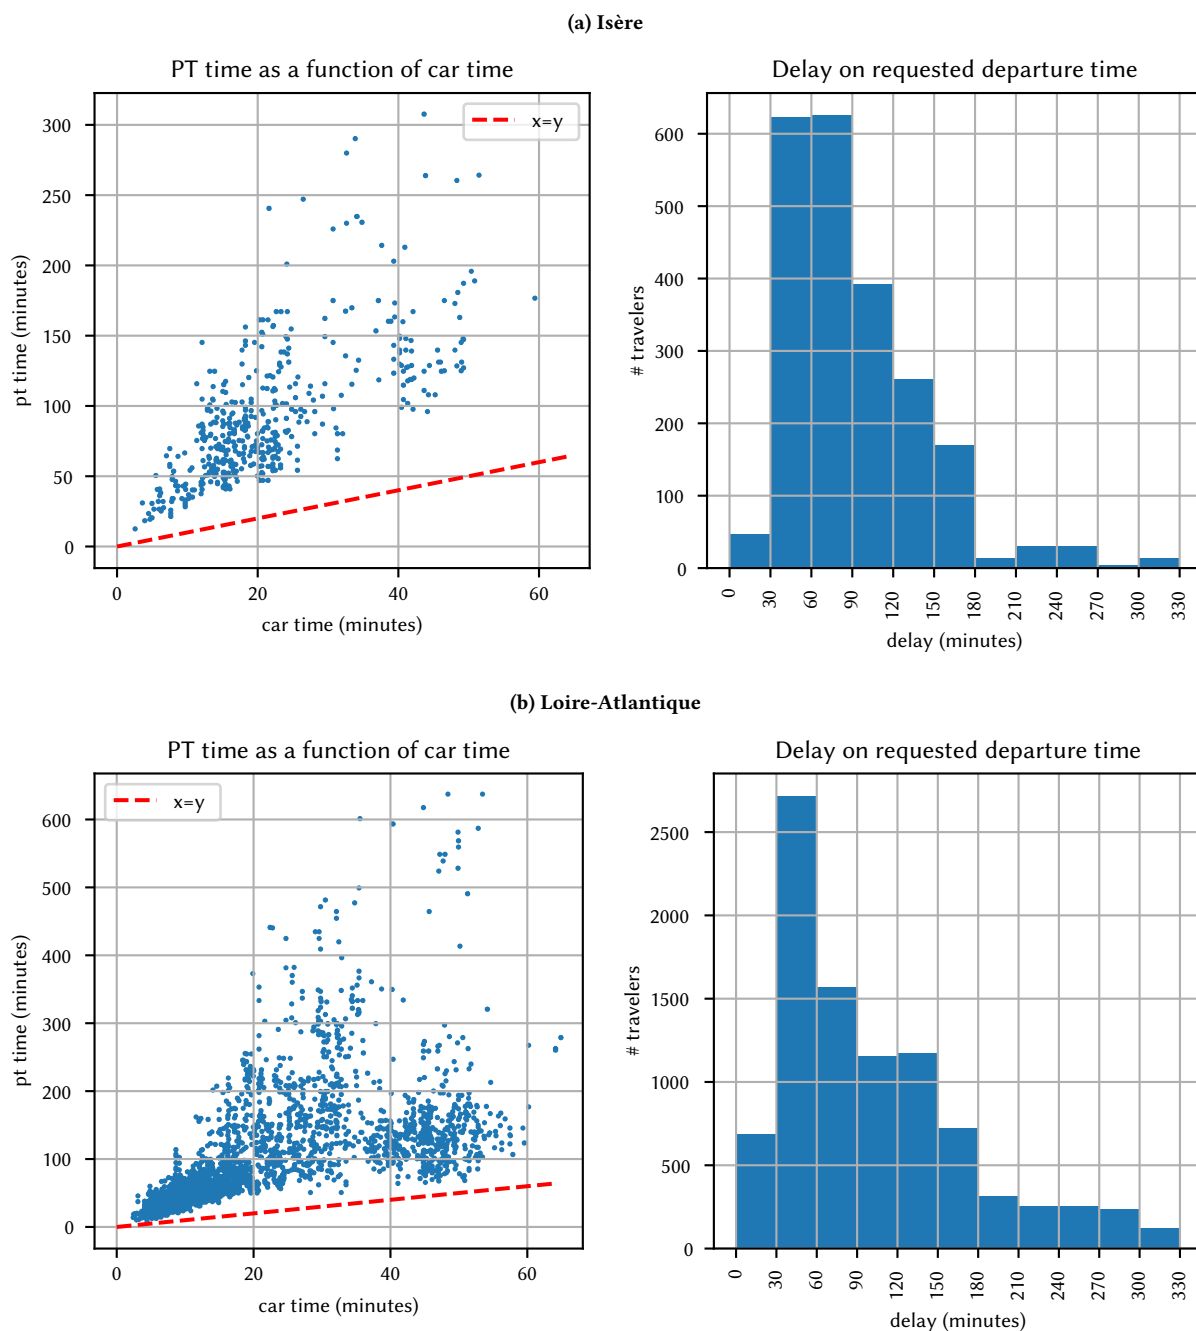 (a) Isère
PT time as a function of car time
x=y
300
250
200
150
100
50
0
pt time (minutes)
0 20 40 60
car time (minutes)
Delay on requested departure time
600
500
400
300
200
100
0
# travelers
0 30 60 90 120 150 180 210 240 270 300 330
delay (minutes)
(b) Loire-Atlantique
PT time as a function of car time
x=y
600
500
400
300
200
100
0
pt time (minutes)
0 20 40 60
car time (minutes)
Delay on requested departure time
2500
2000
1500
1000
500
0
# travelers
0 30 60 90 120 150 180 210 240 270 300 330
delay (minutes)